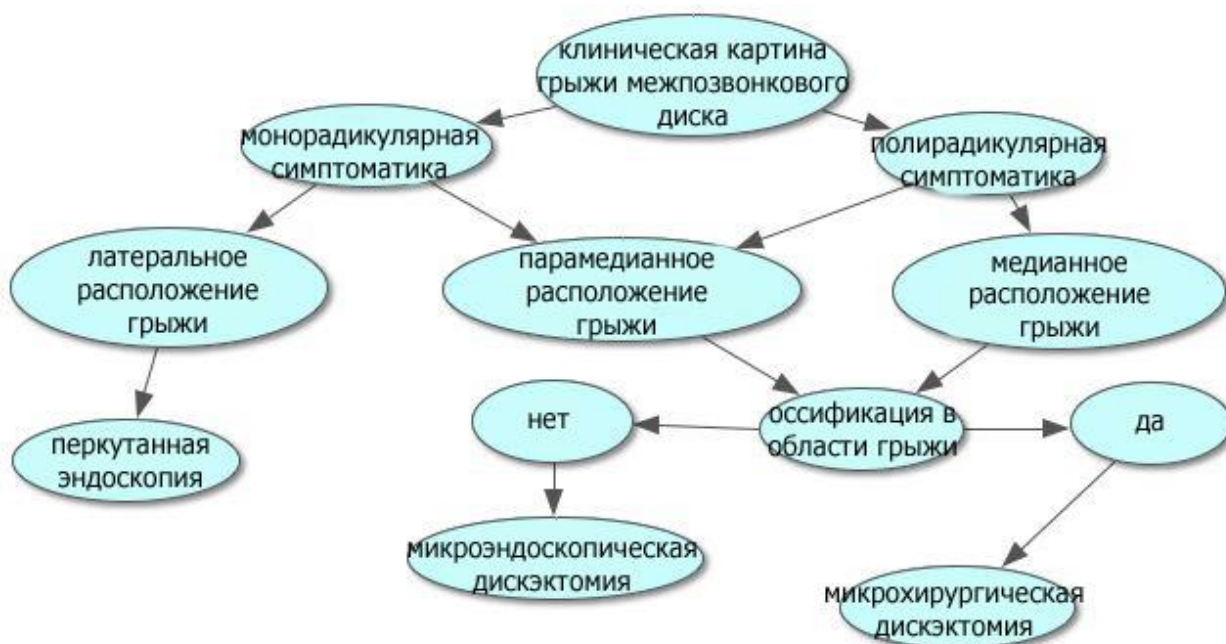 клиническая картина
грыжи межпозвонкового
диска
монорадикулярная
симптоматика
полирадикулярная
симптоматика
латеральное
расположение
грыжи
парамедианное
расположение
грыжи
медианное
расположение
грыжи
нет
оссификация в
области грыжи
да
перкутанная
эндоскопия
микроэндоскопическая
дискэктомия
микрохирургическая
дискэктомия